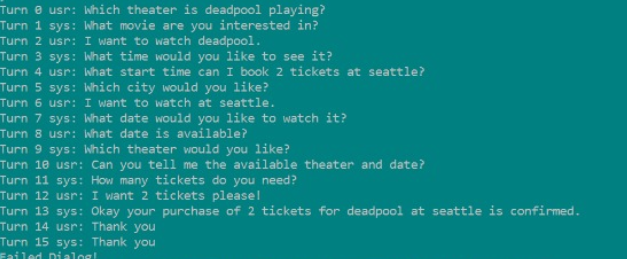 Turn 0 usr: Which theater is deadpool playing?
Turn 1 sys: What movie are you interested in?
Turn 2 usr: I want to watch deadpool.
Turn 3 sys: What time would you like to see it?
Turn 4 usr: What start time can I book 2 tickets at seattle?
Turn 5 sys: Which city would you like?
Turn 6 usr: I want to watch at seattle.
Turn 7 sys: What date would you like to watch it?
Turn 8 usr: What date is available?
Turn 9 sys: Which theater would you like?
Turn 10 usr: Can you tell me the available theater and date?
Turn 11 sys: How many tickets do you need?
Turn 12 usr: I want 2 tickets please!
Turn 13 sys: Okay your purchase of 2 tickets for deadpool at seattle is confirmed.
Turn 14 usr: Thank you
Turn 15 sys: Thank you
Failed Dialog!